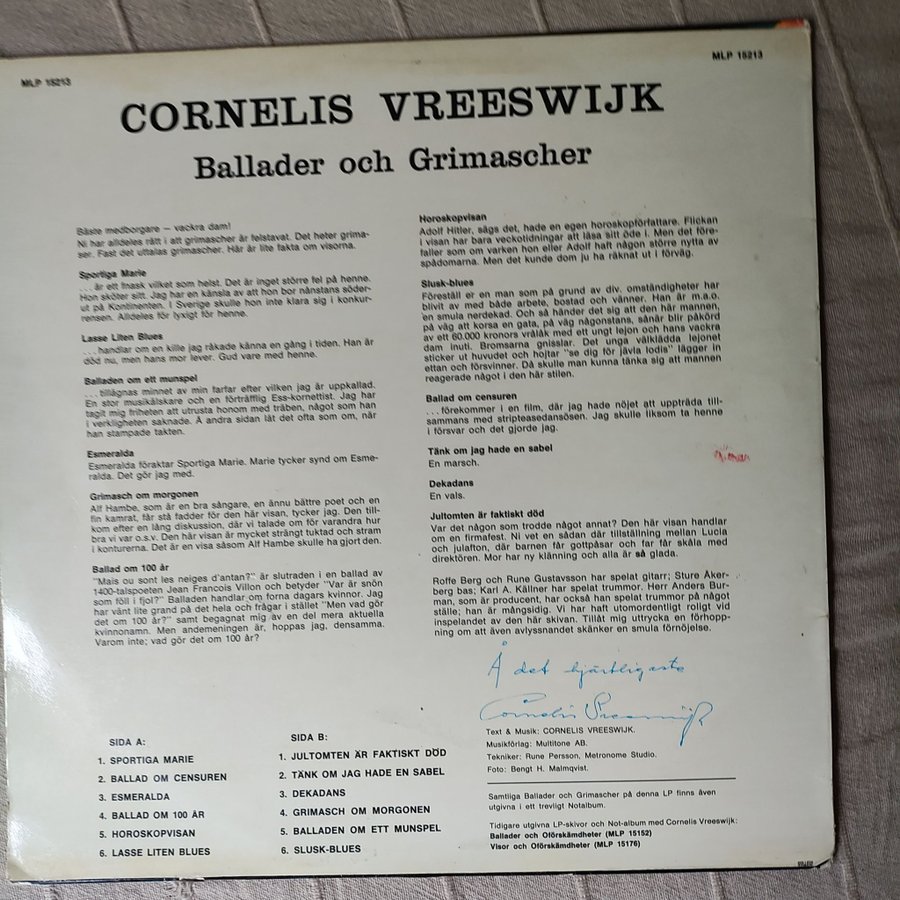 MLP 15213
MLP 15213
CORNELIS VREESWIJK
Ballader och Grimascher
Bäste medborgare – vackra dam!
Ni har alldeles rätt i att grimascher är felstavat. Det heter grima-
ser. Fast det uttalas grimascher. Här är lite fakta om visorna.
Sportiga Marie
...är ett fnask vilket som helst. Det är inget större fel på henne.
Hon sköter sitt. Jag har en känsla av att hon bor nånstans söder-
ut på Kontinenten. I Sverige skulle hon inte klara sig i konkur-
rensen. Alldeles för lyxigt för henne.
Lasse Liten Blues
...handlar om en kille jag råkade känna en gång i tiden. Han är
död nu, men hans mor lever. Gud vare med henne.
Balladen om ett munspel
...tillägnas minnet av min farfar efter vilken jag är uppkallad.
En stor musikälskare och en förträfflig Ess-kornettist. Jag har
tagit mig friheten att utrusta honom med träben, något som han
i verkligheten saknade. Å andra sidan lät det ofta som om, när
han stampade takten.
Esmeralda
Esmeralda föraktar Sportiga Marie. Marie tycker synd om Esme-
ralda. Det gör jag med.
Grimasch om morgonen
Alf Hambe, som är en bra sångare, en ännu bättre poet och en
fin kamrat, får stå fadder för den här visan, tycker jag. Den till-
kom efter en lång diskussion, där vi talade om för varandra hur
bra vi var o.s.v. Den här visan är mycket strängt tuktad och stram
i konturerna. Det är en visa såsom Alf Hambe skulle ha gjort den.
Ballad om 100 år
"Mais ou sont les neiges d'antan?" är slutraden i en ballad av
1400-talspoeten Jean Francois Villon och betyder "Var är snön
som föll i fjol?" Balladen handlar om forna dagars kvinnor. Jag
har vänt lite grand på det hela och frågar i stället "Men vad gör
det om 100 år?" samt begagnat mig av en del mera aktuella
kvinnonamn. Men andemeningen är, hoppas jag, densamma.
Varom inte; vad gör det om 100 år?
Horoskopvisan
Adolf Hitler, sägs det, hade en egen horoskopförfattare. Flickan
i visan har bara veckotidningar att läsa sitt öde i. Men det före-
faller som om varken hon eller Adolf haft någon större nytta av
spådomarna. Men det kunde dom ju ha räknat ut i förväg.
Slusk-blues
Föreställ er en man som på grund av div. omständigheter har
blivit av med både arbete, bostad och vänner. Han är m.a.o.
en smula nerdekad. Och så händer det sig att den här mannen,
på väg att korsa en gata, på väg någonstans, sånär blir påkörd
av ett 60.000 kronors vrålåk med ett ungt lejon och hans vackra
dam inuti. Bromsarna gnisslar. Det unga välklädda lejonet
sticker ut huvudet och hojtar "se dig för jävla lodis" lägger in
ettan och försvinner. Då skulle man kunna tänka sig att mannen
reagerade något i den här stilen.
Ballad om censuren
...förekommer i en film, där jag hade nöjet att uppträda till-
sammans med stripteasedansösen. Jag skulle liksom ta henne
i försvar och det gjorde jag.
Tänk om jag hade en sabel
En marsch.
Dekadans
En vals.
Jultomten är faktiskt död
Var det någon som trodde något annat? Den här visan handlar
om en firmafest. Ni vet en sådan där tillställning mellan Lucia
och julafton, där barnen får gottpåsar och far får skåla med
direktören. Mor har ny klänning och alla är så glada.
Roffe Berg och Rune Gustavsson har spelat gitarr; Sture Åker-
berg bas; Karl A. Källner har spelat trummor. Herr Anders Bur-
man, som är producent, har också han spelat trummor på något
ställe; han är mångsidig. Vi har haft utomordentligt roligt vid
inspelandet av den här skivan. Tillåt mig uttrycka en förhopp-
ning om att även avlyssnandet skänker en smula förnöjelse.
Å det hjärtligaste
Cornelis Vreeswijk
Text & Musik: CORNELIS VREESWIJK.
Musikförlag: Multitone AB.
Tekniker: Rune Persson, Metronome Studio.
Foto: Bengt H. Malmqvist.
Samtliga Ballader och Grimascher på denna LP finns även
utgivna i ett trevligt Notalbum.
Tidigare utgivna LP-skivor och Not-album med Cornelis Vreeswijk:
Ballader och Oförskämdheter (MLP 15152)
Visor och Oförskämdheter (MLP 15176)
SIDA A:
1. SPORTIGA MARIE
2. BALLAD OM CENSUREN
3. ESMERALDA
4. BALLAD OM 100 ÅR
5. HOROSKOPVISAN
6. LASSE LITEN BLUES
SIDA B:
1. JULTOMTEN ÄR FAKTISKT DÖD
2. TÄNK OM JAG HADE EN SABEL
3. DEKADANS
4. GRIMASCH OM MORGONEN
5. BALLADEN OM ETT MUNSPEL
6. SLUSK-BLUES